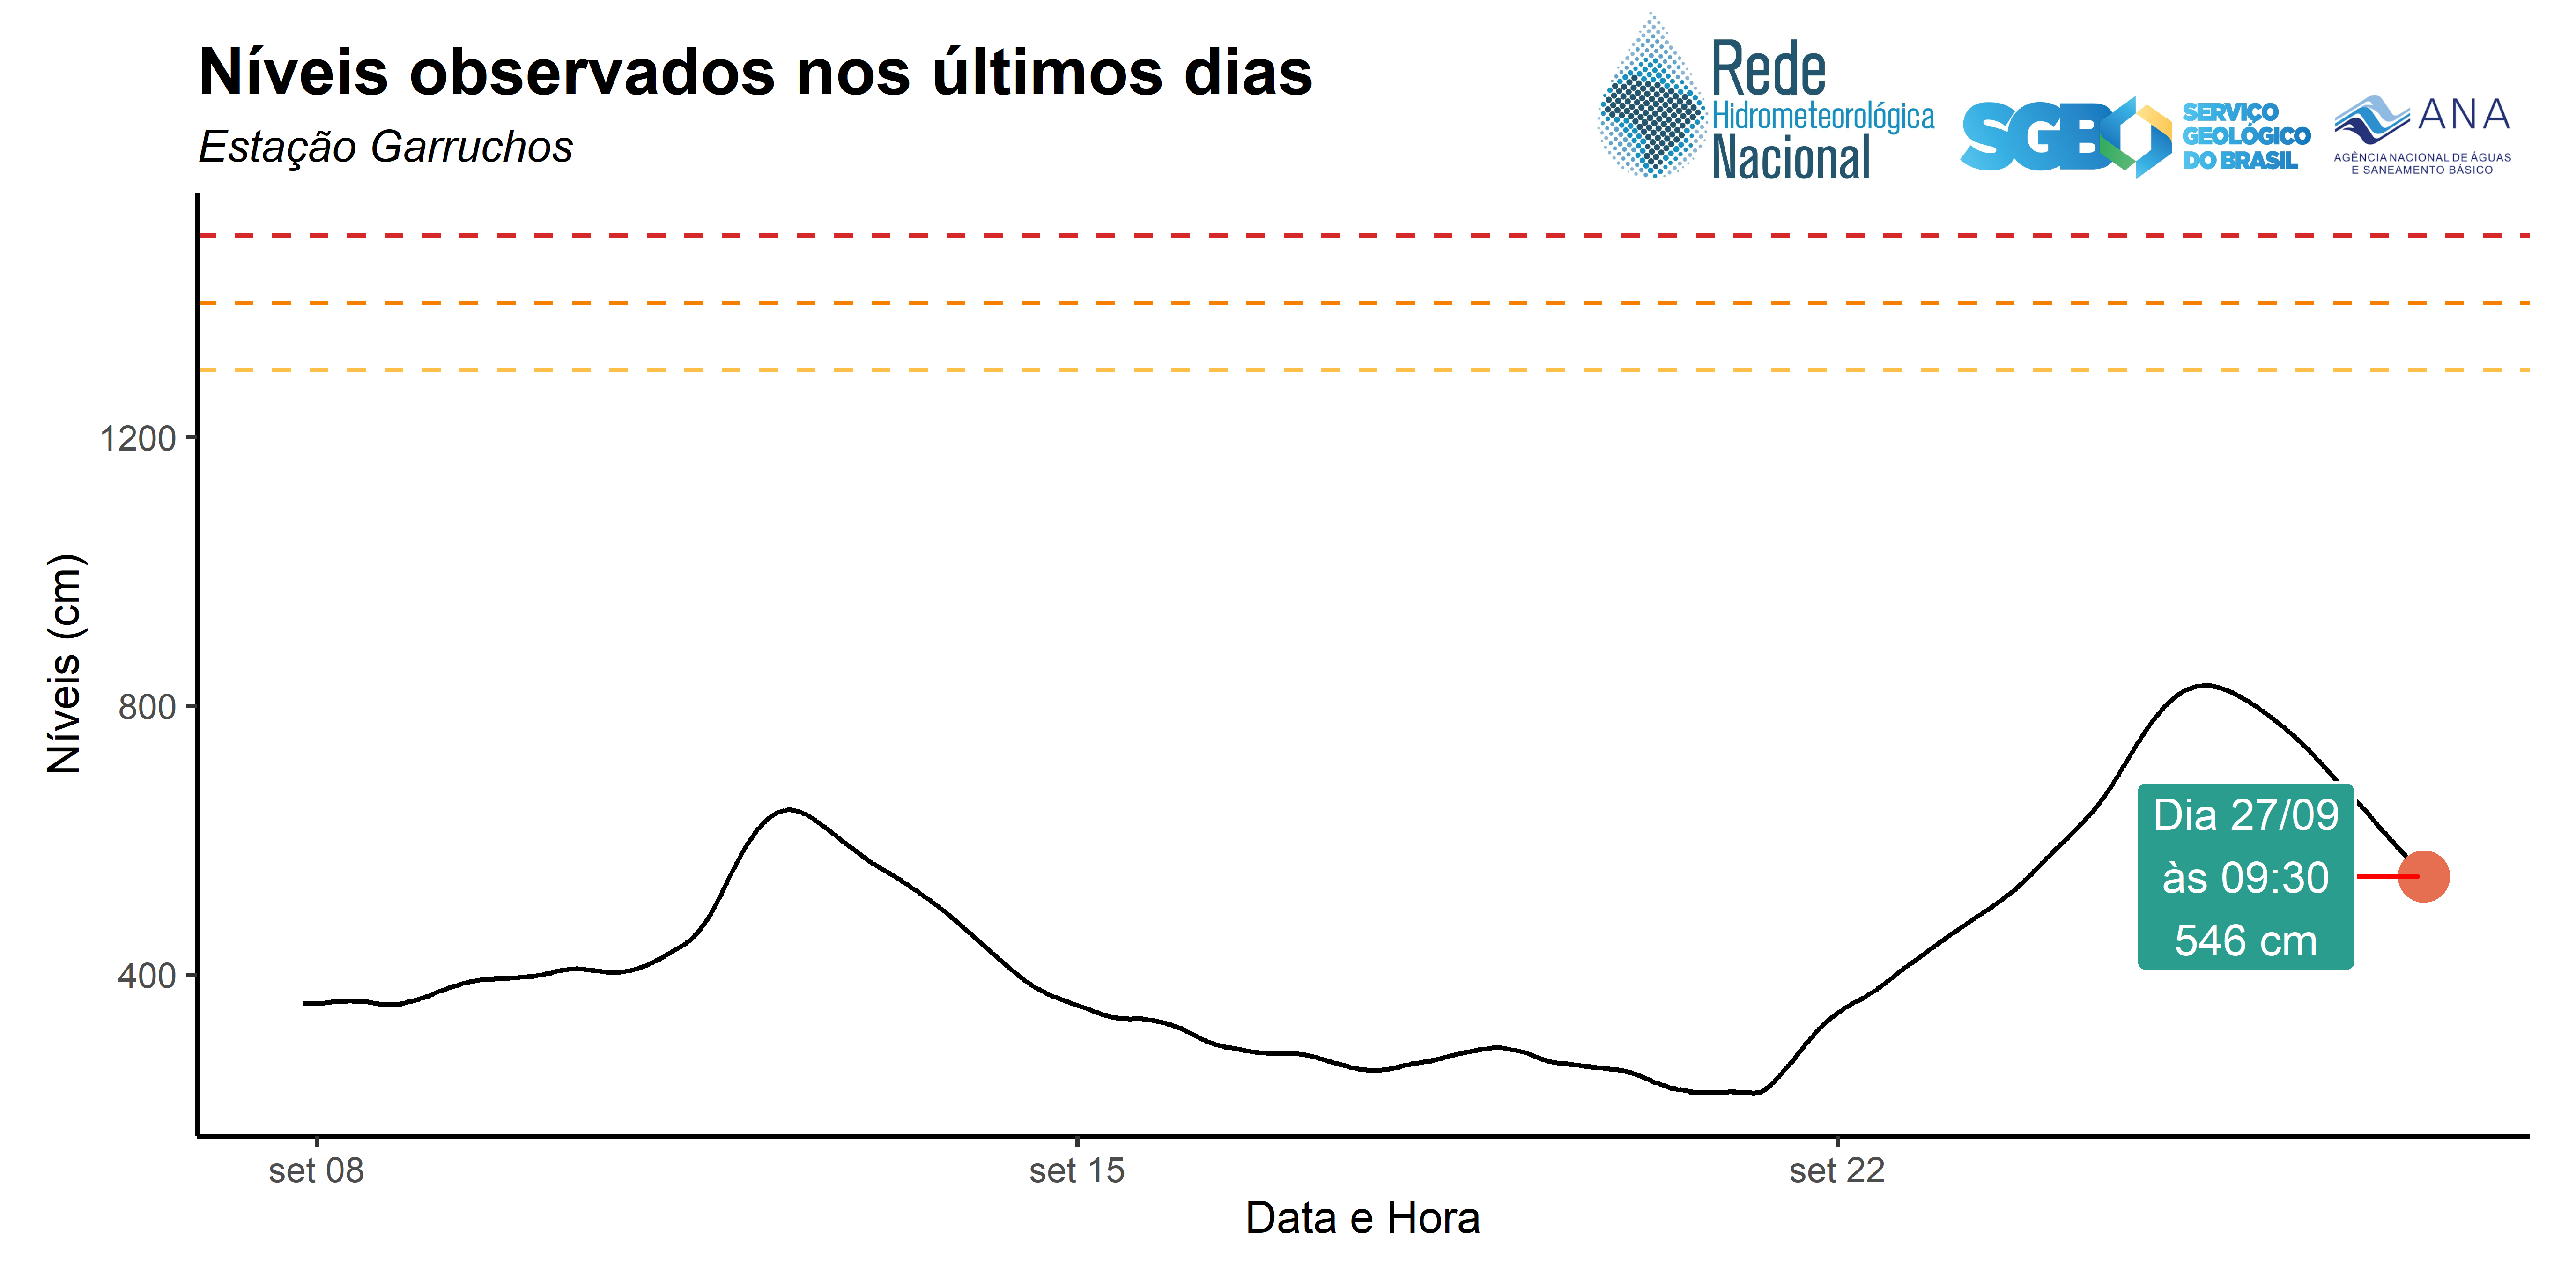 Níveis observados nos últimos dias
Estação Garruchos
Rede
Hidrometeorológica
Nacional
SGB
SERVIÇO
GEOLÓGICO
DO BRASIL
ANA
AGÊNCIA NACIONAL DE ÁGUAS
E SANEAMENTO BÁSICO
Níveis (cm)
1200
800
400
Dia 27/09
às 09:30
546 cm
set 08
set 15
set 22
Data e Hora